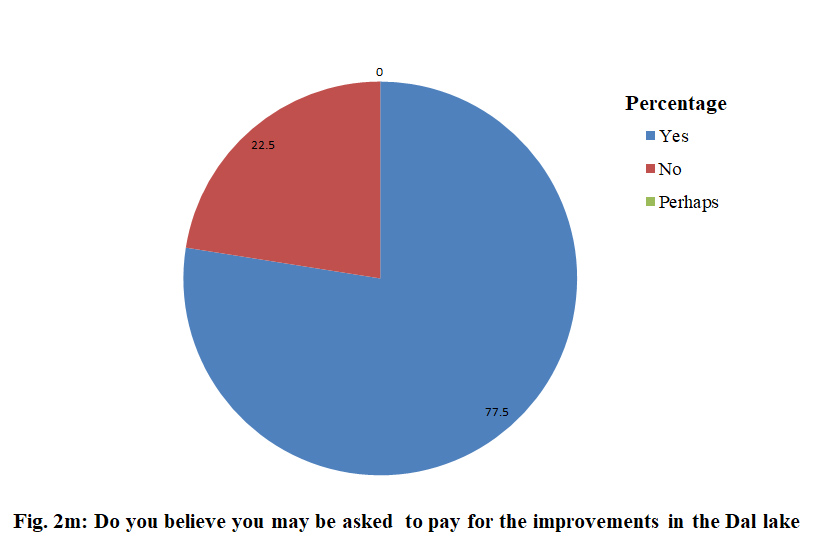 0
22.5
77.5
Percentage
Yes
No
Perhaps
Fig. 2m: Do you believe you may be asked  to pay for the improvements in the Dal lake